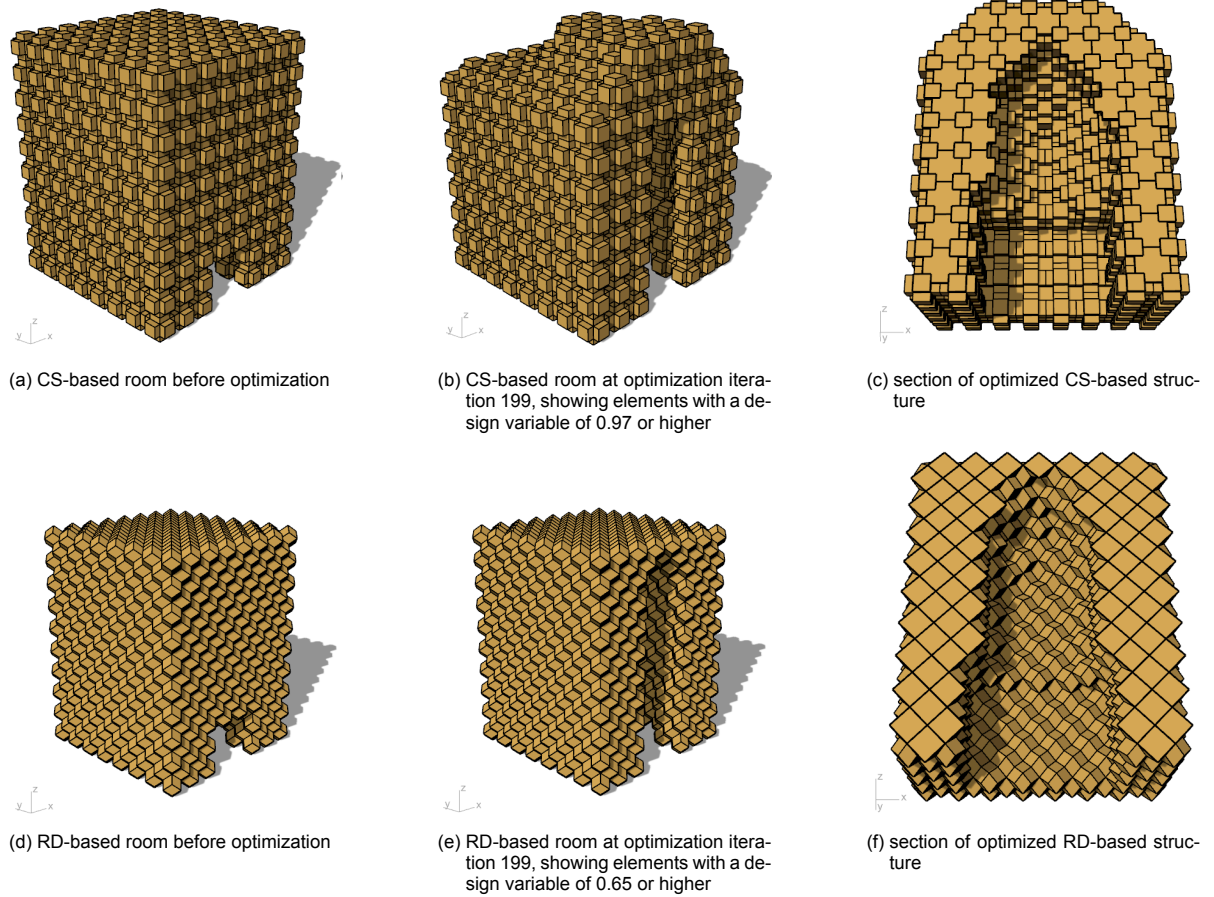 z
y x
z
y x
z
y x
(a) CS-based room before optimization
(b) CS-based room at optimization itera-
tion 199, showing elements with a de-
sign variable of 0.97 or higher
(c) section of optimized CS-based struc-
ture
z
y x
z
y x
z
y x
(d) RD-based room before optimization
(e) RD-based room at optimization itera-
tion 199, showing elements with a de-
sign variable of 0.65 or higher
(f) section of optimized RD-based struc-
ture